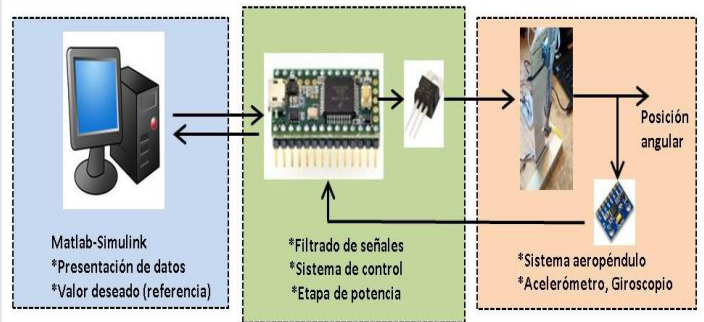 Matlab-Simulink
*Presentación de datos
*Valor deseado (referencia)
*Filtrado de señales
*Sistema de control
*Etapa de potencia
Posición
angular
*Sistema aeropéndulo
*Acelerómetro, Giroscopio